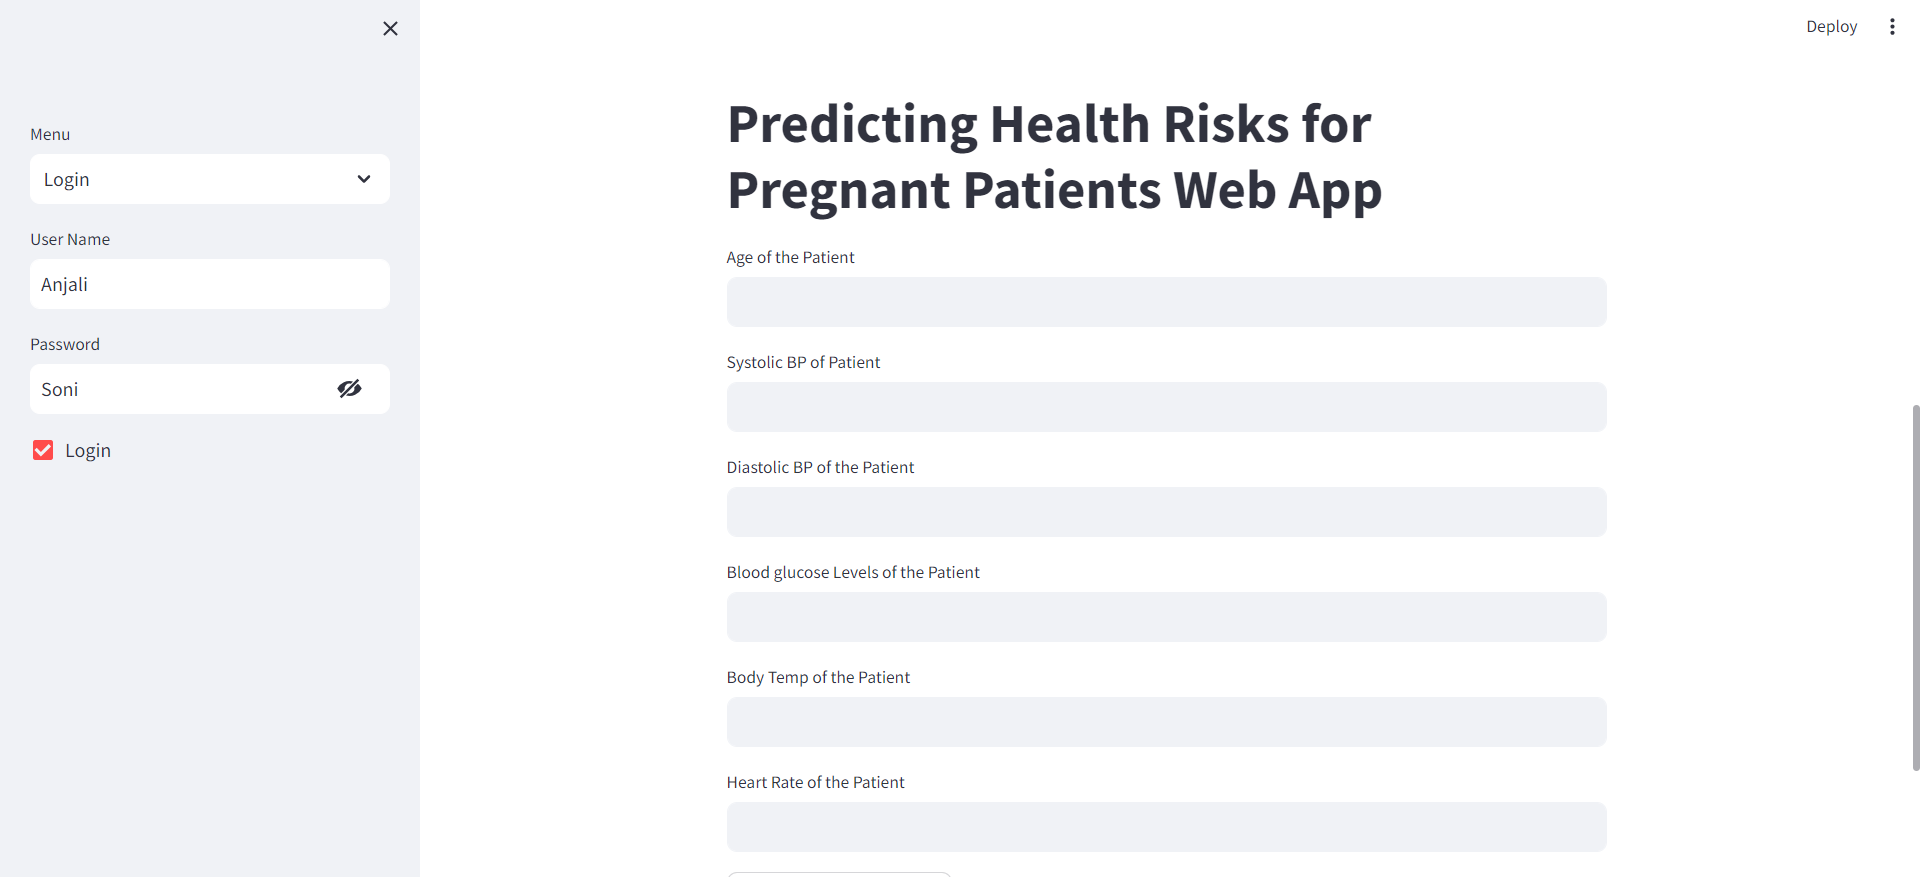 Deploy
Menu
Login
User Name
Anjali
Password
Soni
Login
Predicting Health Risks for
Pregnant Patients Web App
Age of the Patient
Systolic BP of Patient
Diastolic BP of the Patient
Blood glucose Levels of the Patient
Body Temp of the Patient
Heart Rate of the Patient